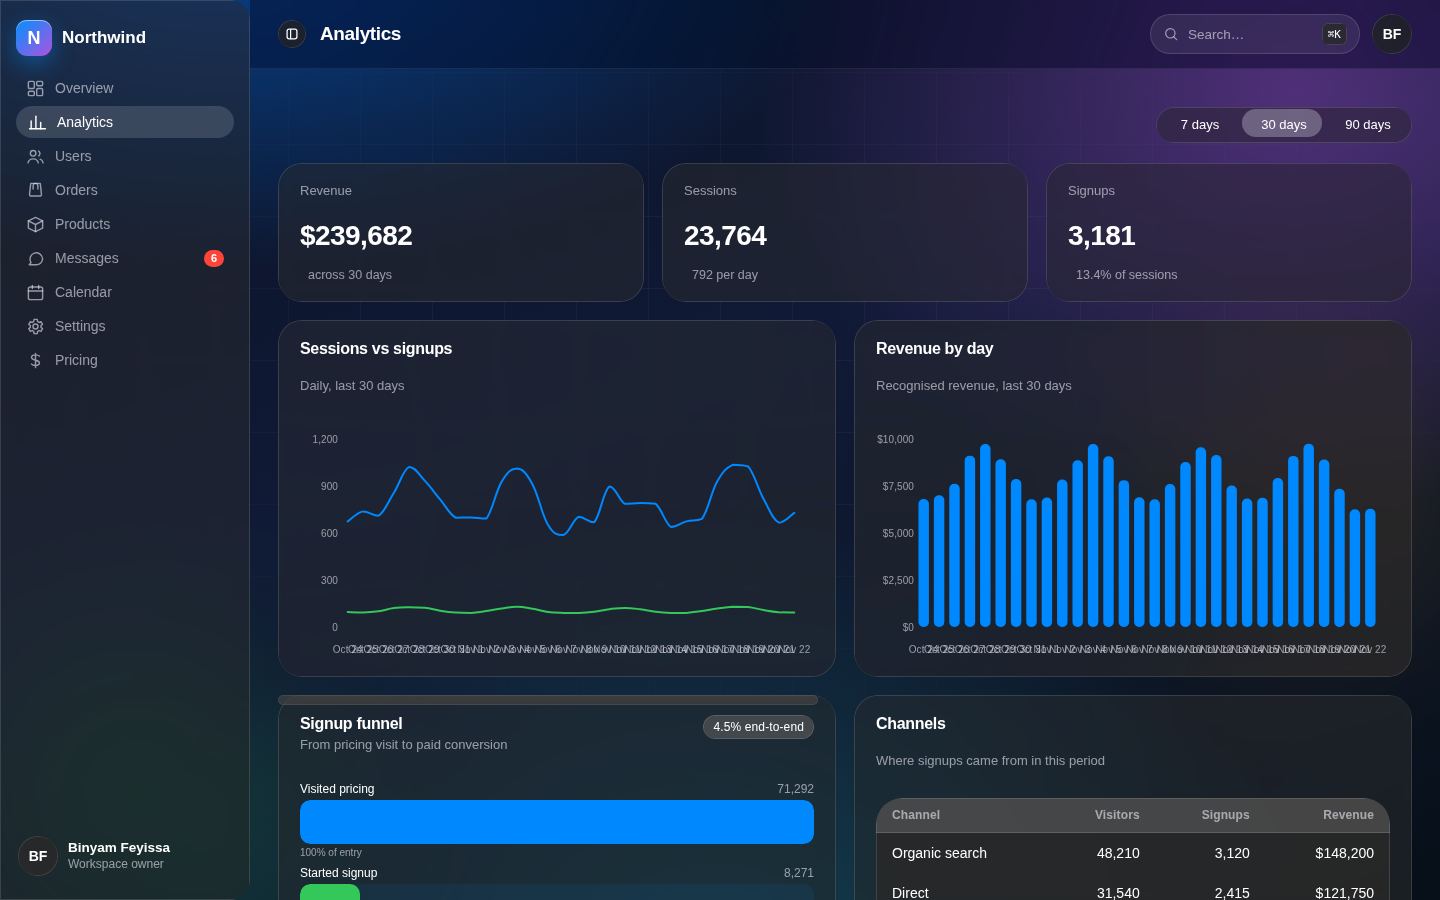 N Northwind
Overview
Analytics
Users
Orders
Products
Messages 6
Calendar
Settings
Pricing
BF Binyam Feyissa
Workspace owner
Analytics
Search… ⌘K BF
7 days 30 days 90 days
Revenue
$239,682
across 30 days
Sessions
23,764
792 per day
Signups
3,181
13.4% of sessions
Sessions vs signups
Daily, last 30 days
1,200
900
600
300
0
Revenue by day
Recognised revenue, last 30 days
$10,000
$7,500
$5,000
$2,500
$0
Signup funnel
From pricing visit to paid conversion
4.5% end-to-end
Visited pricing 71,292
100% of entry
Started signup 8,271
Channels
Where signups came from in this period
Channel Visitors Signups Revenue
Organic search 48,210 3,120 $148,200
Direct 31,540 2,415 $121,750